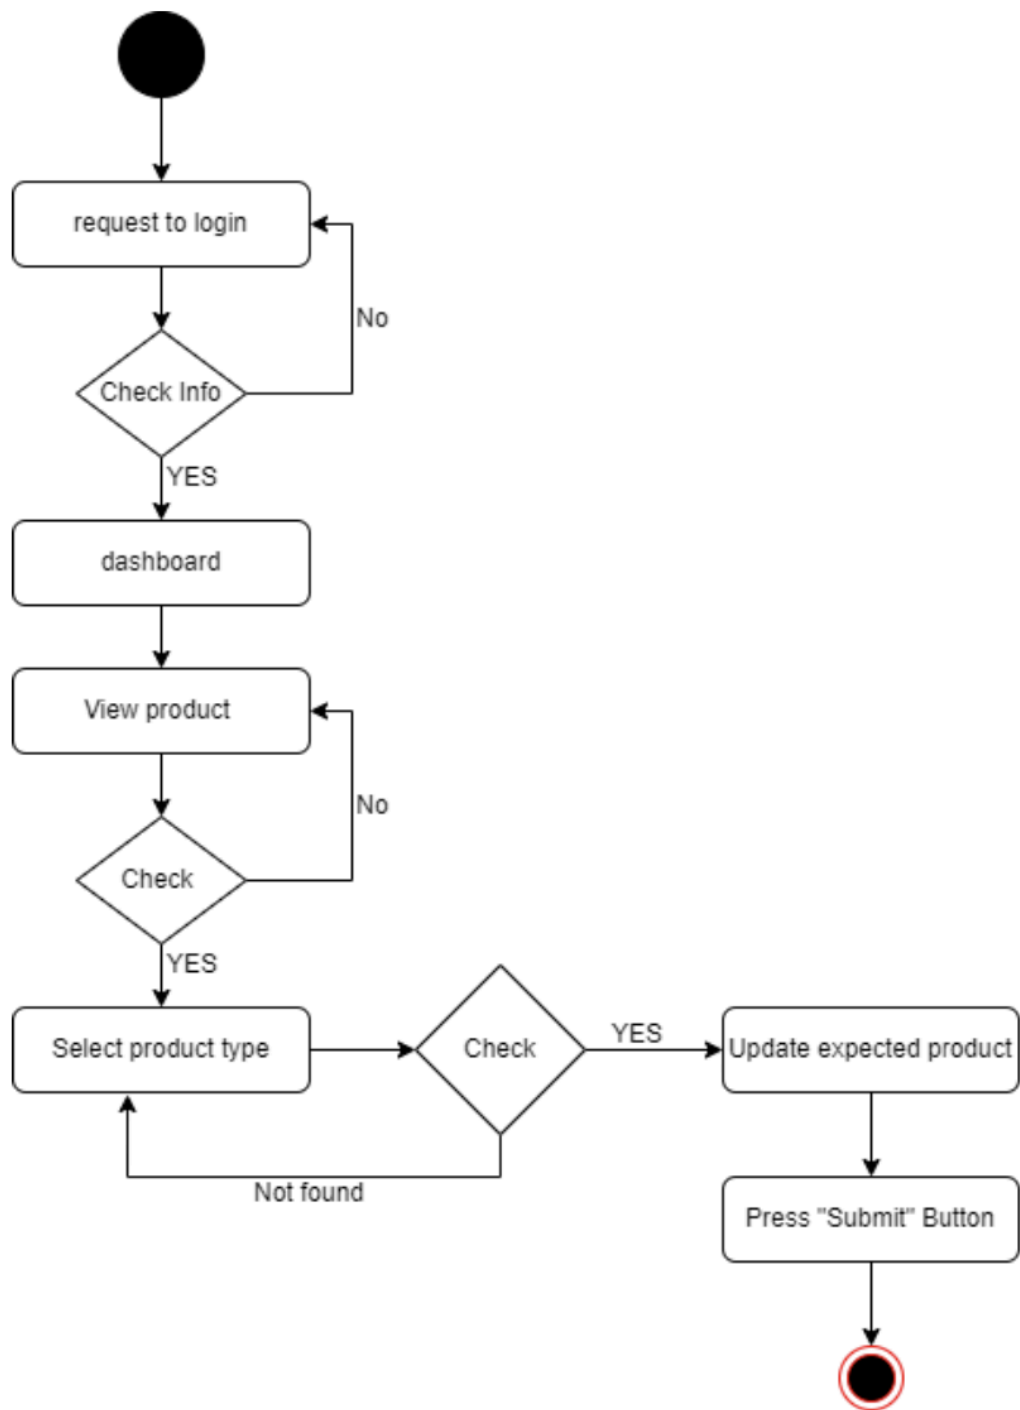 request to login
No
Check Info
YES
dashboard
View product
No
Check
YES
Select product type
Check
YES
Update expected product
Not found
Press "Submit" Button